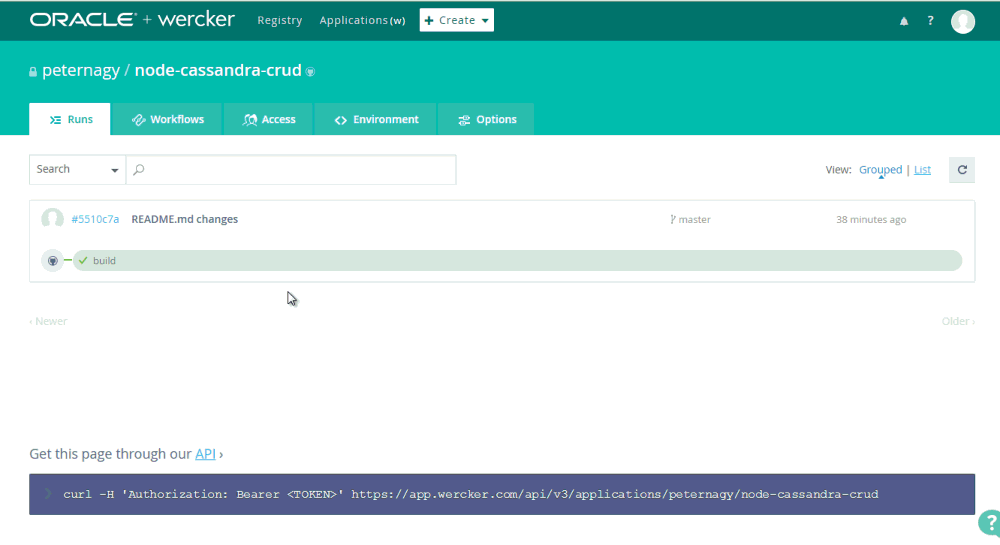 ORACLE® + wercker Registry Applications(w) + Create ?
peternagy / node-cassandra-crud
Runs Workflows Access Environment Options
Search View: Grouped | List
#5510c7a README.md changes master 38 minutes ago
build
‹ Newer Older ›
Get this page through our API ›
curl -H 'Authorization: Bearer <TOKEN>' https://app.wercker.com/api/v3/applications/peternagy/node-cassandra-crud
?